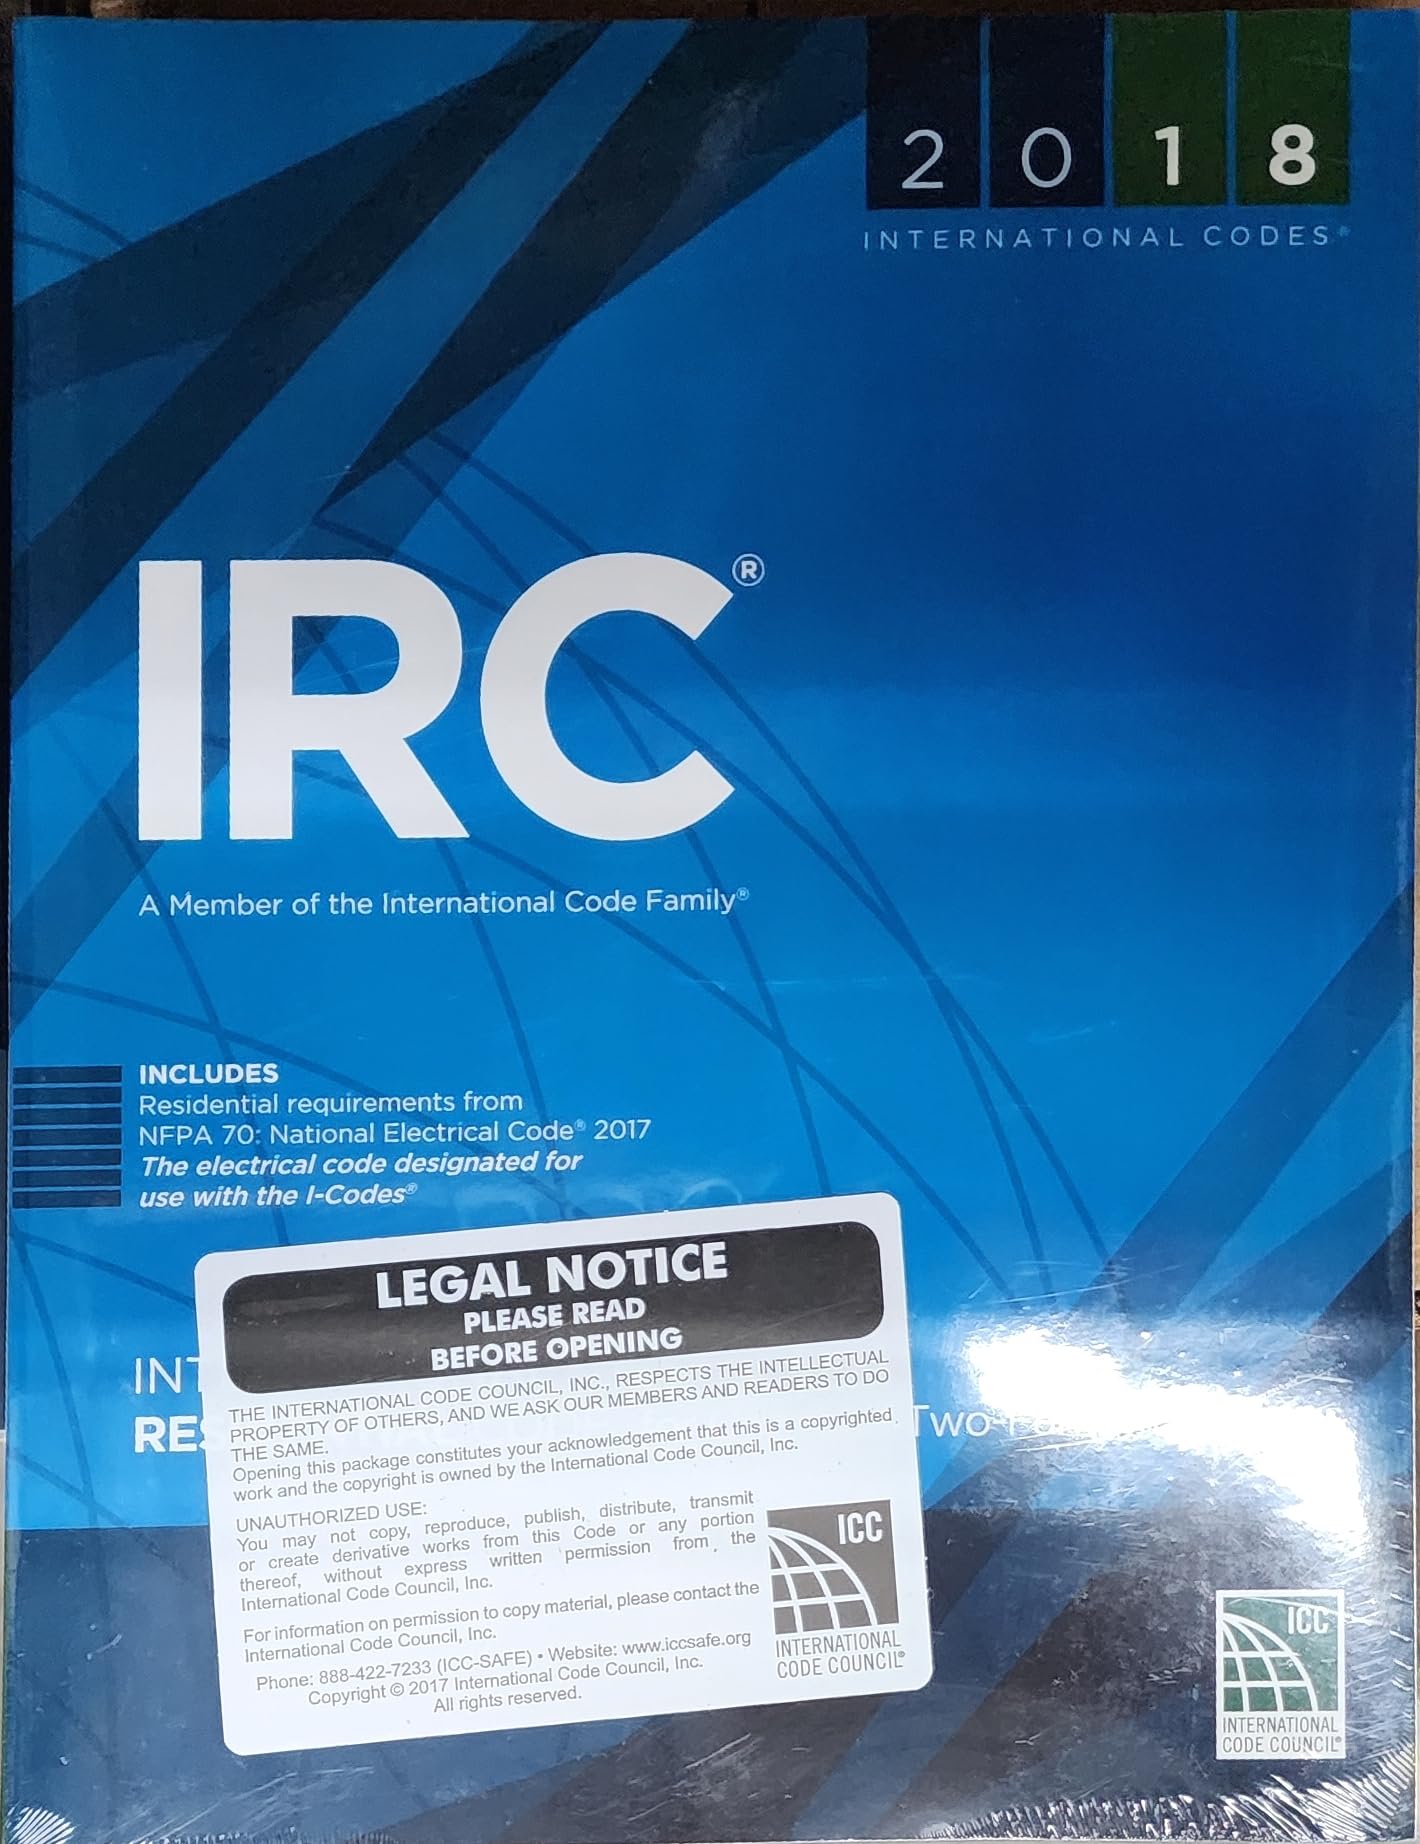 2018
INTERNATIONAL CODES®
IRC®
A Member of the International Code Family®
INCLUDES
Residential requirements from
NFPA 70: National Electrical Code® 2017
The electrical code designated for
use with the I-Codes®
LEGAL NOTICE
PLEASE READ
BEFORE OPENING
THE INTERNATIONAL CODE COUNCIL, INC., RESPECTS THE INTELLECTUAL
PROPERTY OF OTHERS, AND WE ASK OUR MEMBERS AND READERS TO DO
THE SAME.
Opening this package constitutes your acknowledgement that this is a copyrighted
work and the copyright is owned by the International Code Council, Inc.
UNAUTHORIZED USE:
You may not copy, reproduce, publish, distribute, transmit
or create derivative works from this Code or any portion
thereof, without express written permission from the
International Code Council, Inc.
For information on permission to copy material, please contact the
International Code Council, Inc.
Phone: 888-422-7233 (ICC-SAFE) • Website: www.iccsafe.org
Copyright © 2017 International Code Council, Inc.
All rights reserved.
ICC
INTERNATIONAL
CODE COUNCIL®
ICC
INTERNATIONAL
CODE COUNCIL®